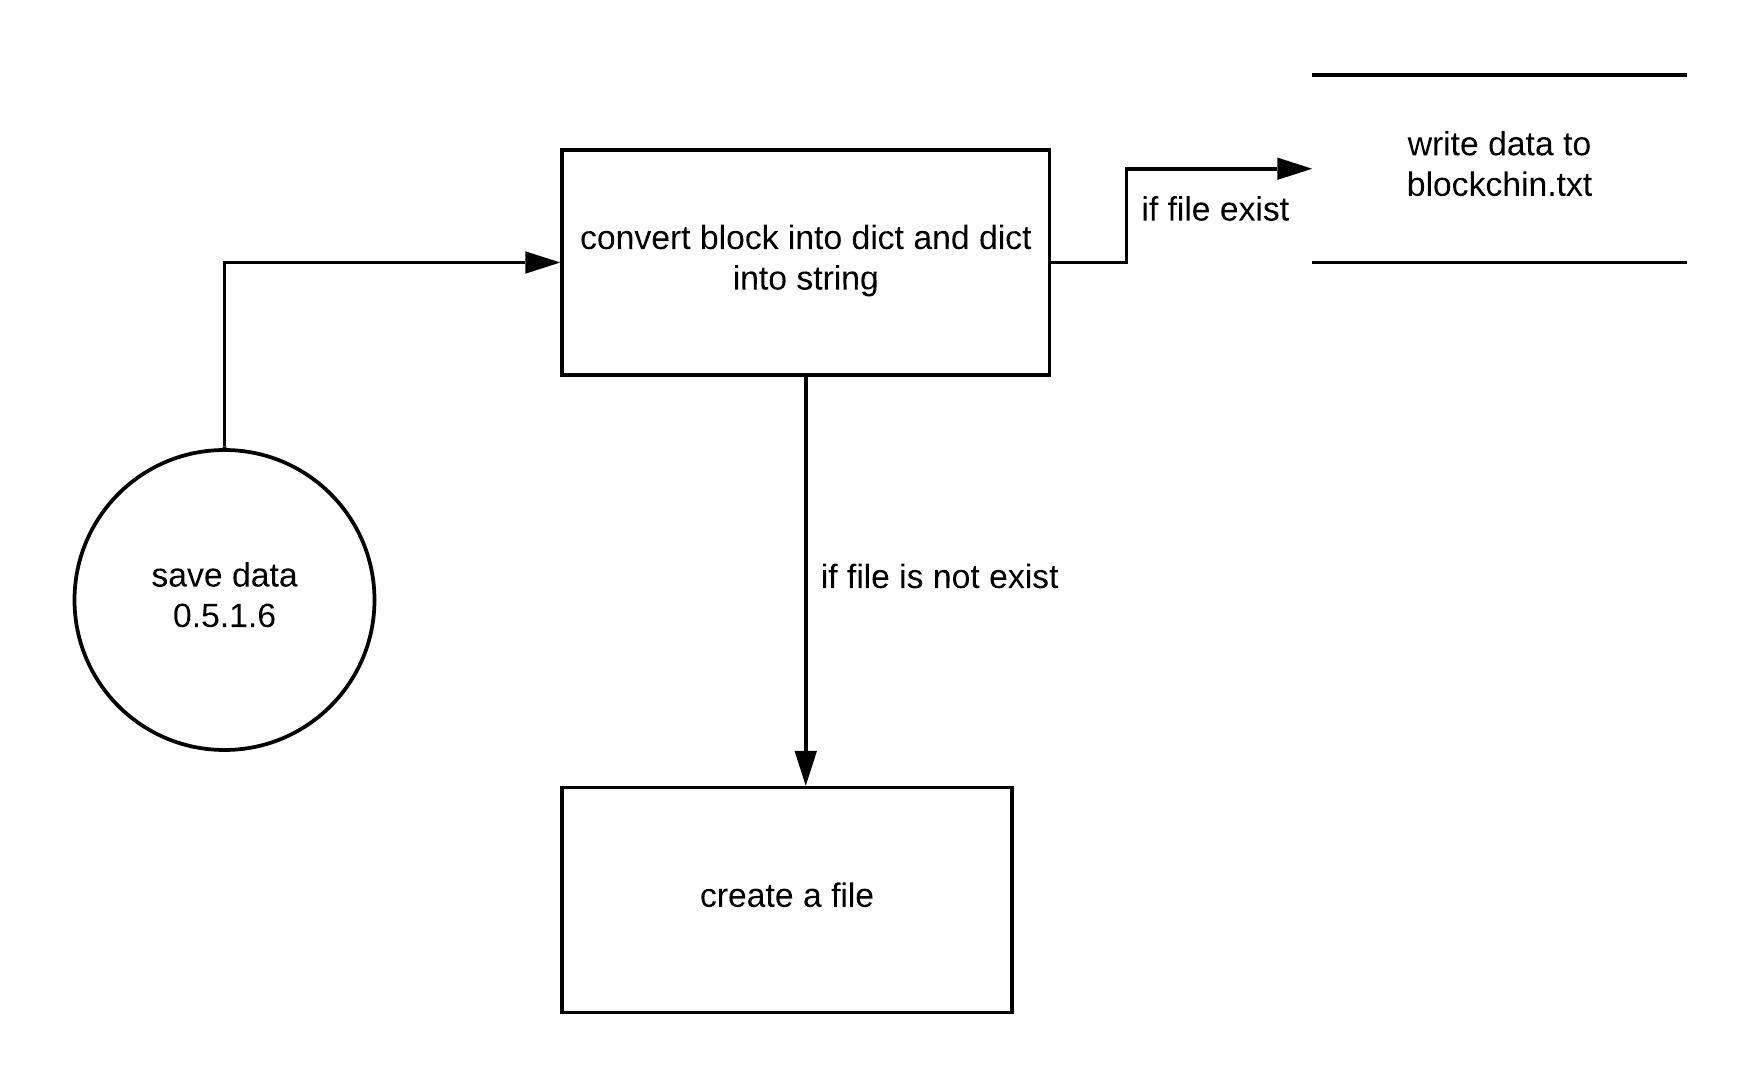 write data to
blockchin.txt
if file exist
convert block into dict and dict
into string
save data
0.5.1.6
if file is not exist
create a file